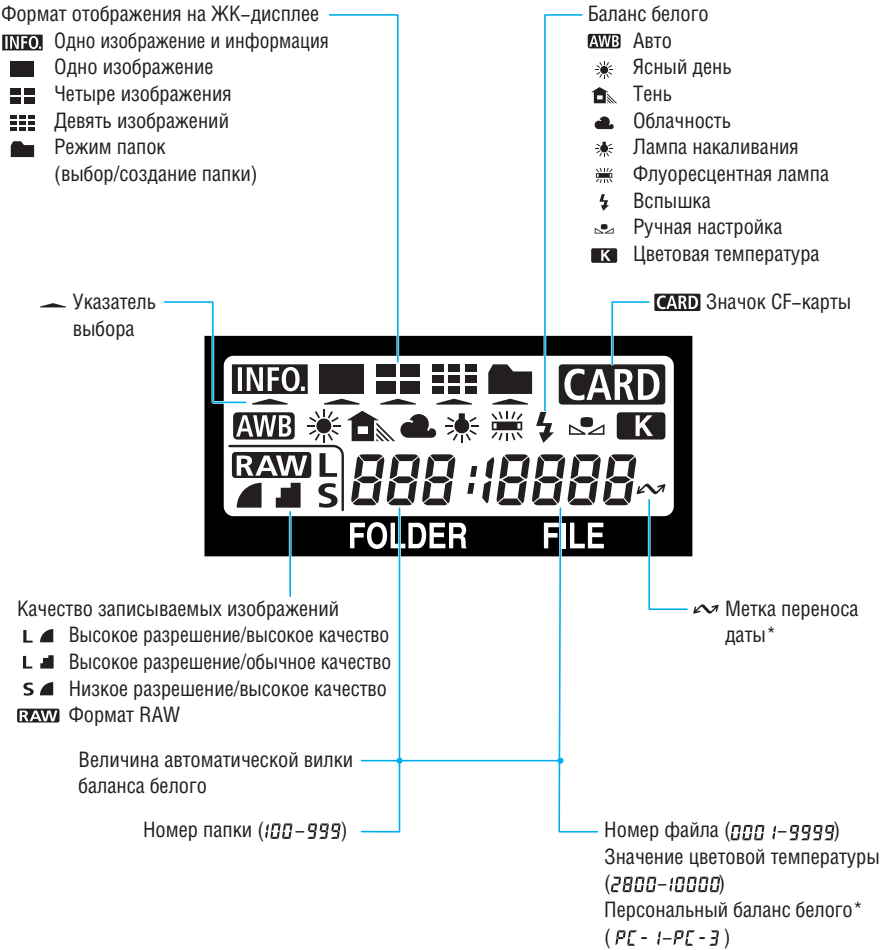 Формат отображения на ЖК–дисплее
INFO. Одно изображение и информация
Одно изображение
Четыре изображения
Девять изображений
Режим папок
(выбор/создание папки)
Баланс белого
AWB Авто
Ясный день
Тень
Облачность
Лампа накаливания
Флуоресцентная лампа
Вспышка
Ручная настройка
K Цветовая температура
Указатель
выбора
CARD Значок CF–карты
INFO. CARD
AWB K
RAW L
S 888:18888
FOLDER FILE
Качество записываемых изображений
L Высокое разрешение/высокое качество
L Высокое разрешение/обычное качество
S Низкое разрешение/высокое качество
RAW Формат RAW
Метка переноса
даты*
Величина автоматической вилки
баланса белого
Номер папки (100–999)
Номер файла (0001–9999)
Значение цветовой температуры
(2800–10000)
Персональный баланс белого*
(PC-1–PC-3)